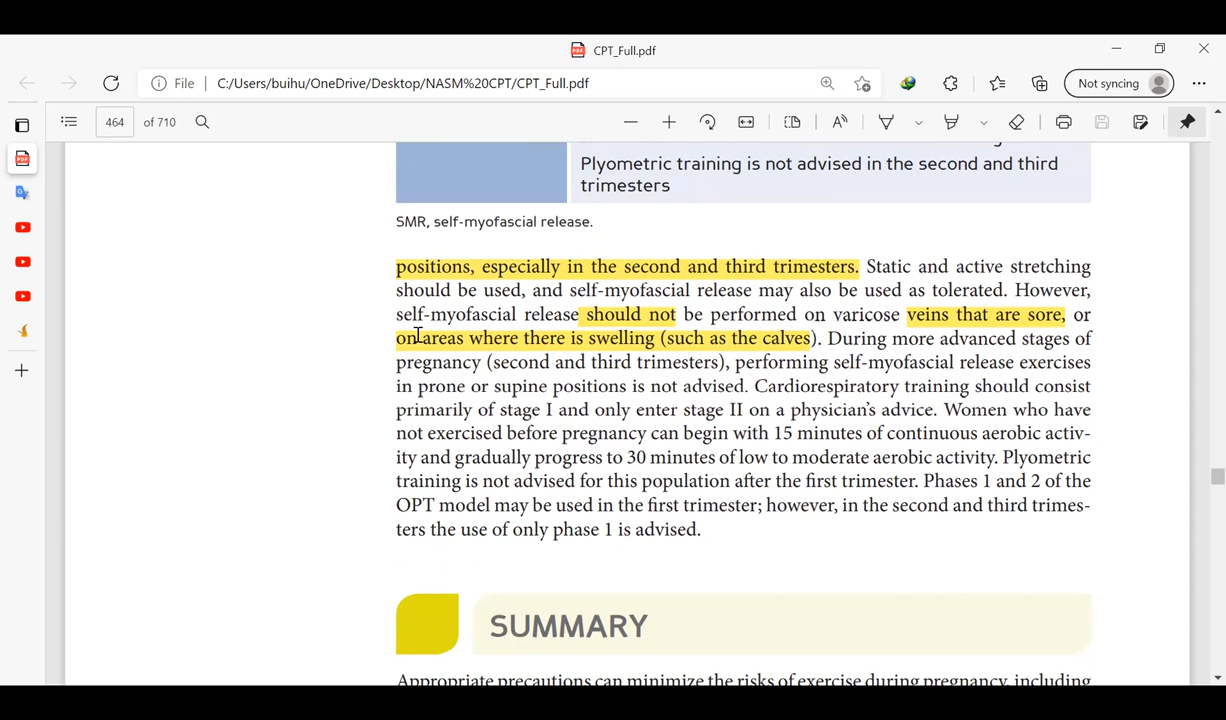 CPT_Full.pdf
File C:/Users/buihu/OneDrive/Desktop/NASM%20CPT/CPT_Full.pdf Not syncing
464 of 710
Plyometric training is not advised in the second and third
trimesters
SMR, self-myofascial release.
positions, especially in the second and third trimesters. Static and active stretching
should be used, and self-myofascial release may also be used as tolerated. However,
self-myofascial release should not be performed on varicose veins that are sore, or
on areas where there is swelling (such as the calves). During more advanced stages of
pregnancy (second and third trimesters), performing self-myofascial release exercises
in prone or supine positions is not advised. Cardiorespiratory training should consist
primarily of stage I and only enter stage II on a physician's advice. Women who have
not exercised before pregnancy can begin with 15 minutes of continuous aerobic activ-
ity and gradually progress to 30 minutes of low to moderate aerobic activity. Plyometric
training is not advised for this population after the first trimester. Phases 1 and 2 of the
OPT model may be used in the first trimester; however, in the second and third trimes-
ters the use of only phase 1 is advised.
SUMMARY
Appropriate precautions can minimize the risks of exercise during pregnancy, including